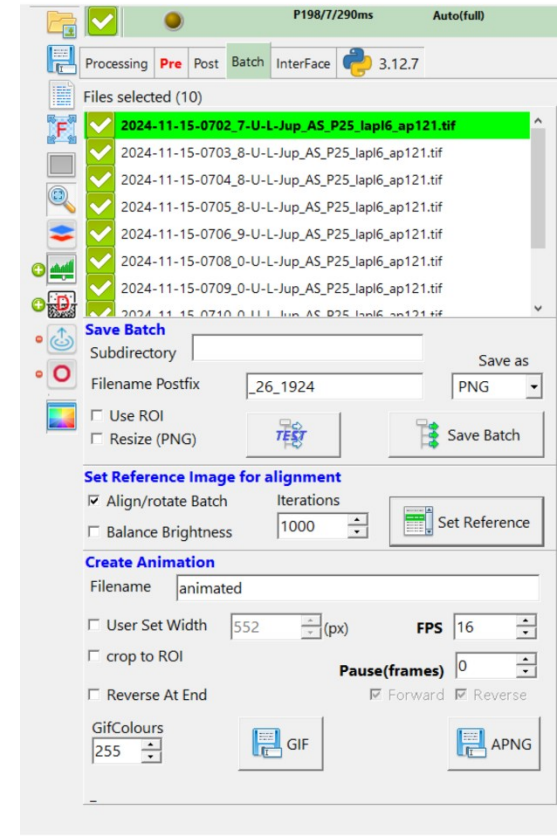 P198/7/290ms Auto(full)
Processing Pre Post Batch InterFace 3.12.7
Files selected (10)
2024-11-15-0702_7-U-L-Jup_AS_P25_lapl6_ap121.tif
2024-11-15-0703_8-U-L-Jup_AS_P25_lapl6_ap121.tif
2024-11-15-0704_8-U-L-Jup_AS_P25_lapl6_ap121.tif
2024-11-15-0705_8-U-L-Jup_AS_P25_lapl6_ap121.tif
2024-11-15-0706_9-U-L-Jup_AS_P25_lapl6_ap121.tif
2024-11-15-0708_0-U-L-Jup_AS_P25_lapl6_ap121.tif
2024-11-15-0709_0-U-L-Jup_AS_P25_lapl6_ap121.tif
2024-11-15-0710_0-U-L-Jup_AS_P25_lapl6_ap121.tif
Save Batch
Subdirectory
Save as
Filename Postfix _26_1924 PNG
Use ROI
Resize (PNG) TEST Save Batch
Set Reference Image for alignment
Align/rotate Batch Iterations
Balance Brightness 1000 Set Reference
Create Animation
Filename animated
User Set Width 552 (px) FPS 16
crop to ROI
Pause(frames) 0
Reverse At End Forward Reverse
GifColours
255 GIF APNG
F
D